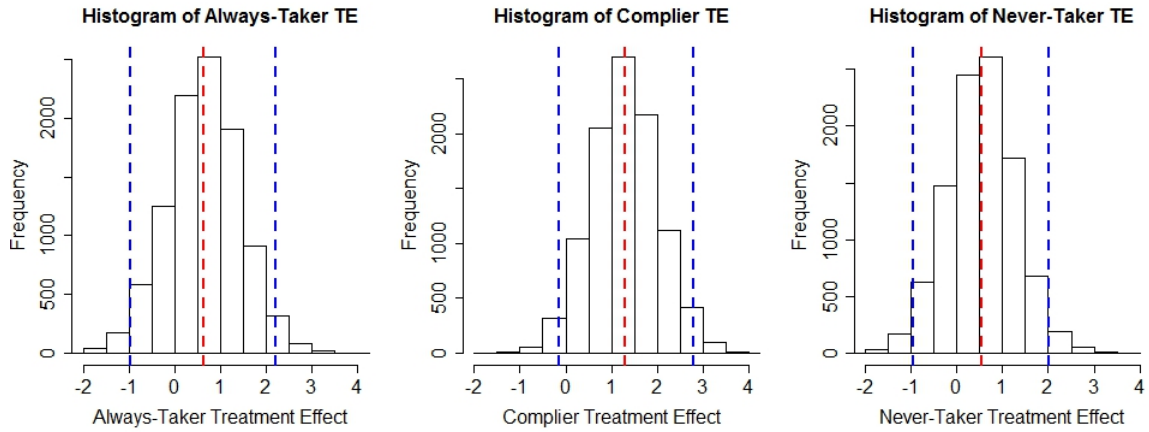 Histogram of Always-Taker TE
Frequency
0
500
1000
2000
-2 -1 0 1 2 3 4
Always-Taker Treatment Effect
Histogram of Complier TE
Frequency
0
500
1000
2000
-2 -1 0 1 2 3 4
Complier Treatment Effect
Histogram of Never-Taker TE
Frequency
0
500
1000
2000
-2 -1 0 1 2 3 4
Never-Taker Treatment Effect